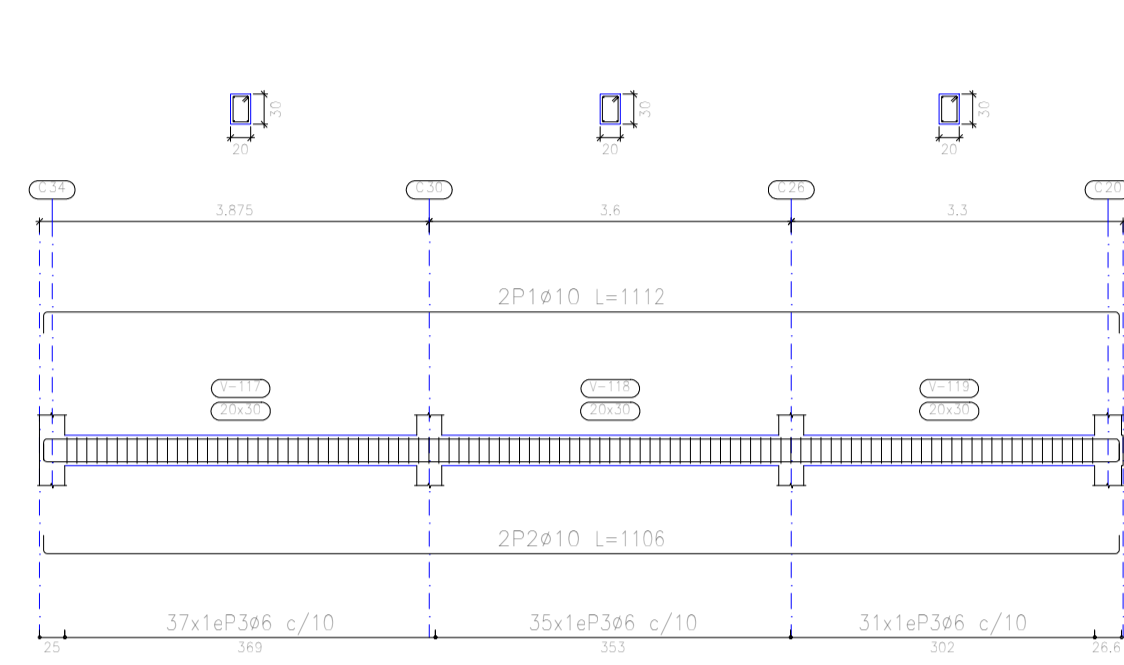 30
30
30
20
20
20
C34
C30
C26
C20
3.875
3.6
3.3
2P1ø10 L=1112
V-117
V-118
V-119
20x30
20x30
20x30
2P2ø10 L=1106
37x1eP3ø6 c/10
35x1eP3ø6 c/10
31x1eP3ø6 c/10
25
369
353
302
26.6